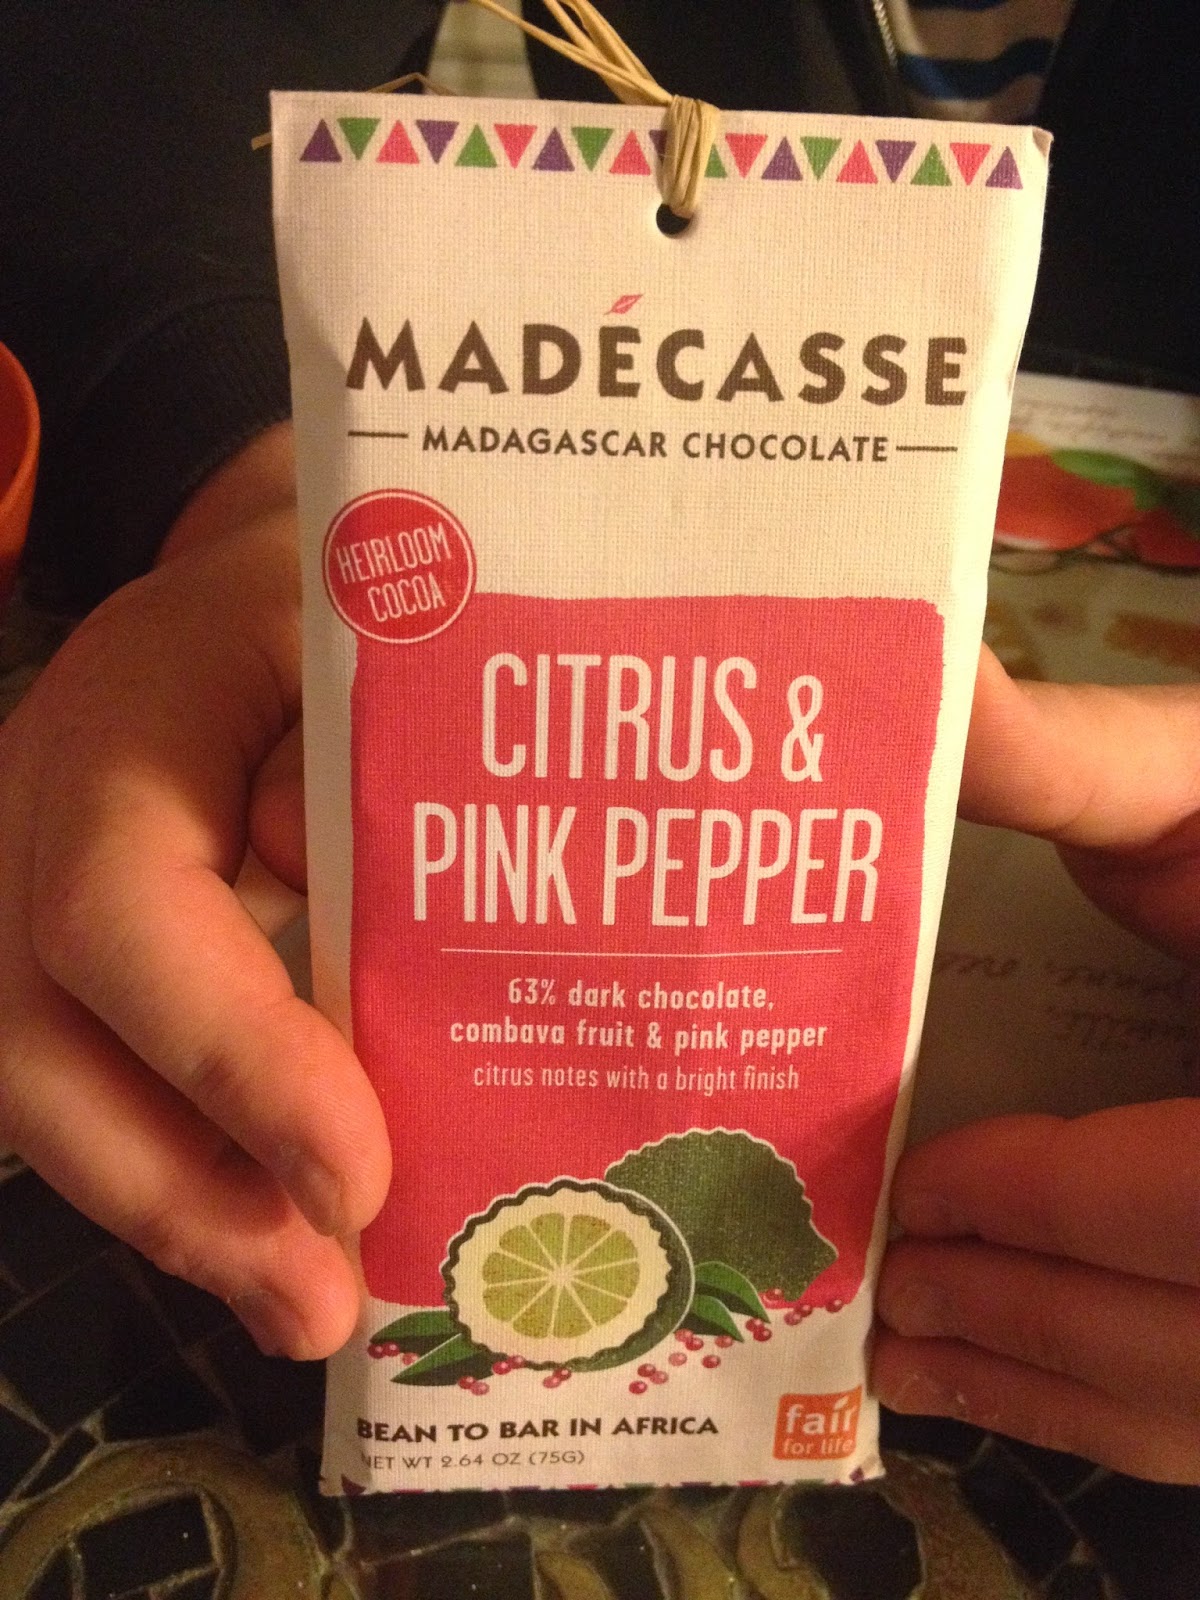 MADÉCASSE
MADAGASCAR CHOCOLATE
HEIRLOOM
COCOA
CITRUS &
PINK PEPPER
63% dark chocolate,
combava fruit & pink pepper
citrus notes with a bright finish
BEAN TO BAR IN AFRICA
NET WT 2.64 OZ (75G)
fair
for life